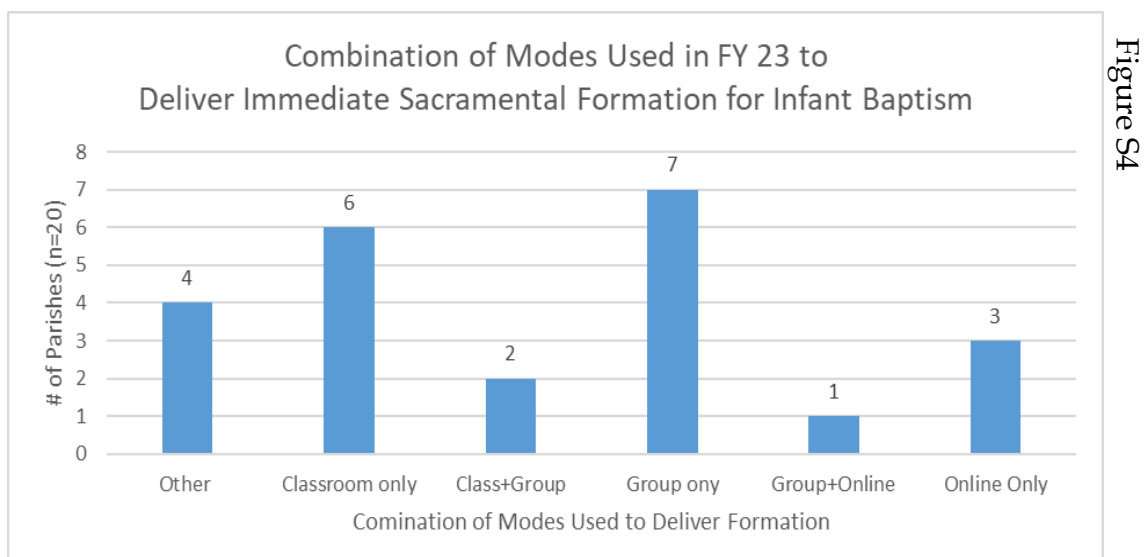 Combination of Modes Used in FY 23 to
Deliver Immediate Sacramental Formation for Infant Baptism
Figure S4
# of Parishes (n=20)
8
7
6
5
4
3
2
1
0
4
6
2
7
1
3
Other
Classroom only
Class+Group
Group ony
Group+Online
Online Only
Comination of Modes Used to Deliver Formation